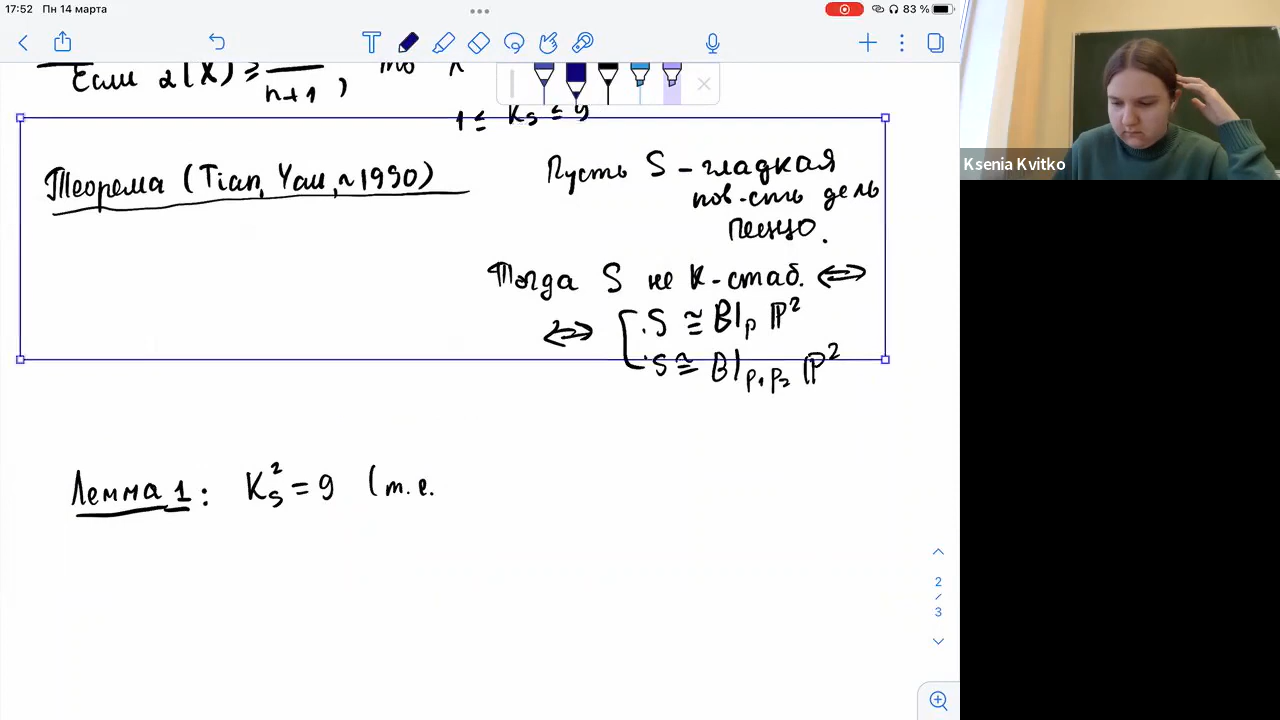 17:52 Пн 14 марта
83 %
Если α(X) ≥ —/n+1, то K
1 ≤ K_S ≤ 9
Теорема (Tian, Yau, ~1990)
Пусть S - гладкая
пов-сть дель
Пеццо.
Тогда S не K-стаб. ⟺
⟺ [ · S ≅ Bl_p ℙ²
· S ≅ Bl_{p₁ p₂} ℙ²
Лемма 1: K_S² = 9 (т.е.
2
3
Ksenia Kvitko